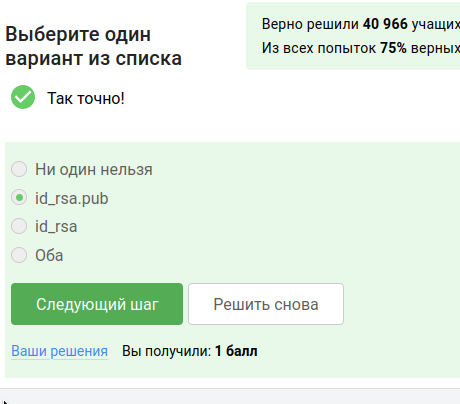 Выберите один
вариант из списка
Верно решили 40 966 учащих
Из всех попыток 75% верных
Так точно!
Ни один нельзя
id_rsa.pub
id_rsa
Оба
Следующий шаг
Решить снова
Ваши решения Вы получили: 1 балл